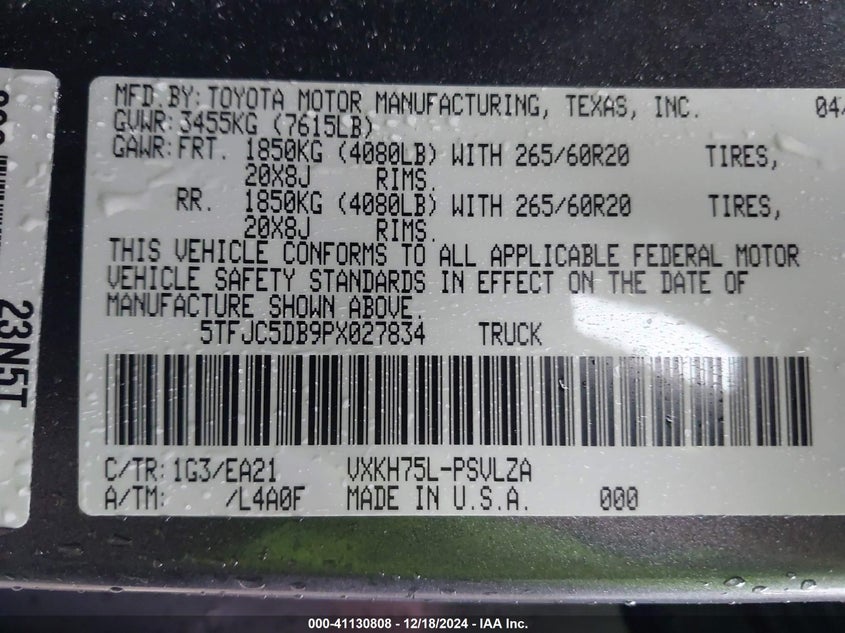 MFD.BY:TOYOTA MOTOR MANUFACTURING, TEXAS, INC. 04/
GVWR:3455KG (7615LB)
GAWR:FRT. 1850KG (4080LB) WITH 265/60R20 TIRES,
20X8J RIMS.
RR. 1850KG (4080LB) WITH 265/60R20 TIRES,
20X8J RIMS.
THIS VEHICLE CONFORMS TO ALL APPLICABLE FEDERAL MOTOR
VEHICLE SAFETY STANDARDS IN EFFECT ON THE DATE OF
MANUFACTURE SHOWN ABOVE.
5TFJC5DB9PX027834 TRUCK
C/TR:1G3/EA21 VXKH75L-PSVLZA
A/TM: /L4A0F MADE IN U.S.A. 000
23N5T
000-41130808 - 12/18/2024 - IAA Inc.